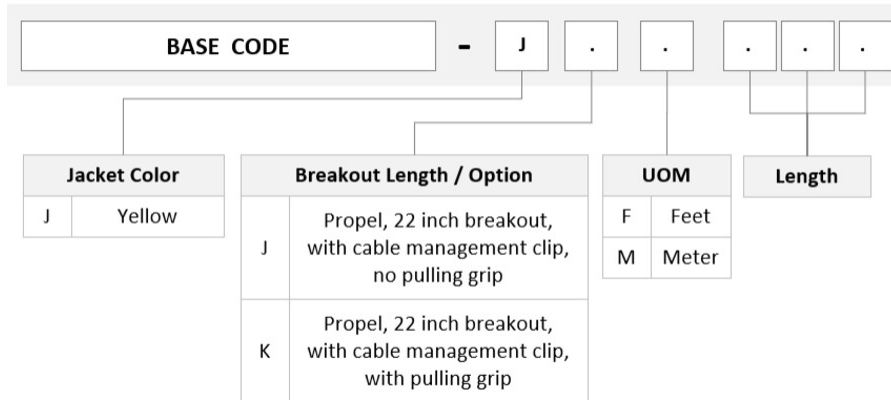 BASE CODE - J . . . . .
Jacket Color
J Yellow
Breakout Length / Option
J Propel, 22 inch breakout,
with cable management clip,
no pulling grip
K Propel, 22 inch breakout,
with cable management clip,
with pulling grip
UOM
F Feet
M Meter
Length